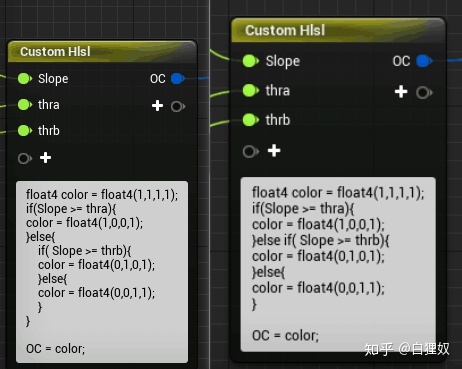 Custom Hlsl
Slope
OC
thra
thrb
float4 color = float4(1,1,1,1);
if(Slope >= thra){
color = float4(1,0,0,1);
}else{
if( Slope >= thrb){
color = float4(0,1,0,1);
}else{
color = float4(0,0,1,1);
}
}
OC = color;
Custom Hlsl
Slope
OC
thra
thrb
float4 color = float4(1,1,1,1);
if(Slope >= thra){
color = float4(1,0,0,1);
}else if( Slope >= thrb){
color = float4(0,1,0,1);
}else{
color = float4(0,0,1,1);
}
OC = color;
知乎 @白狸奴